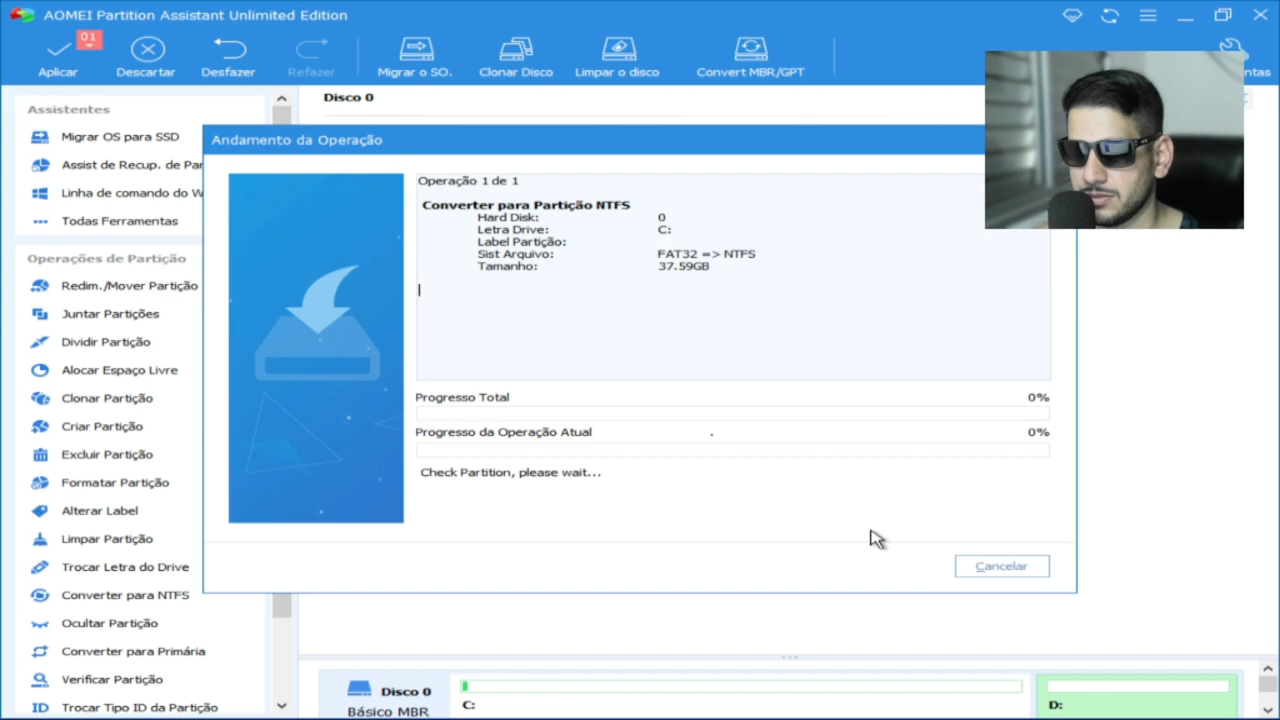 AOMEI Partition Assistant Unlimited Edition
01
Aplicar
Descartar
Desfazer
Refazer
Migrar o SO.
Clonar Disco
Limpar o disco
Convert MBR/GPT
Assistentes
Migrar OS para SSD
Assist de Recup. de Par
Linha de comando do W
Todas Ferramentas
Operações de Partição
Redim./Mover Partição
Juntar Partições
Dividir Partição
Alocar Espaço Livre
Clonar Partição
Criar Partição
Excluir Partição
Formatar Partição
Alterar Label
Limpar Partição
Trocar Letra do Drive
Converter para NTFS
Ocultar Partição
Converter para Primária
Verificar Partição
ID Trocar Tipo ID da Partição
Disco 0
Andamento da Operação
Operação 1 de 1
Converter para Partição NTFS
Hard Disk: 0
Letra Drive: C:
Label Partição:
Sist Arquivo: FAT32 => NTFS
Tamanho: 37.59GB
Progresso Total 0%
Progresso da Operação Atual . 0%
Check Partition, please wait...
Cancelar
Disco 0
Básico MBR
C:
D: